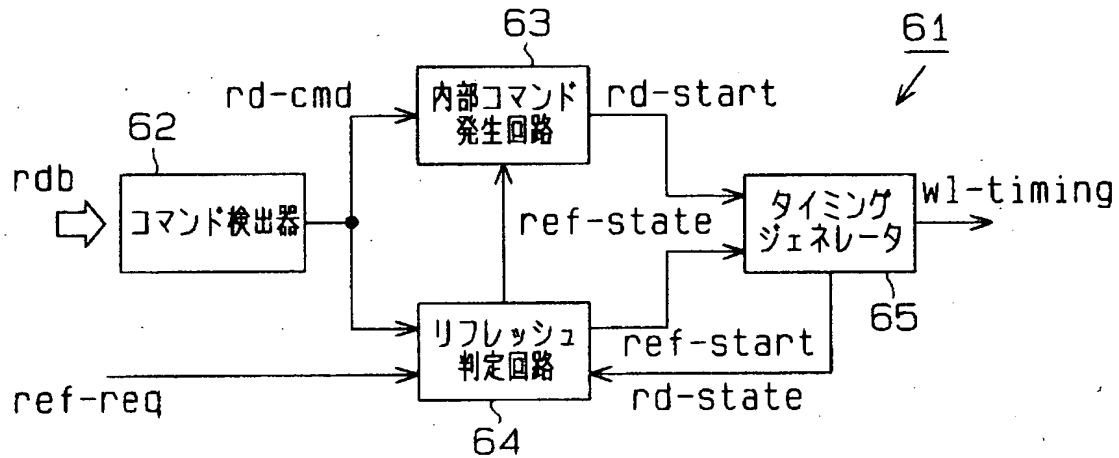 61
63
rd-cmd
内部コマンド
発生回路
rd-start
62
rdb
コマンド検出器
ref-state
タイミング
ジェネレータ
wl-timing
65
リフレッシュ
判定回路
ref-start
rd-state
ref-req
64